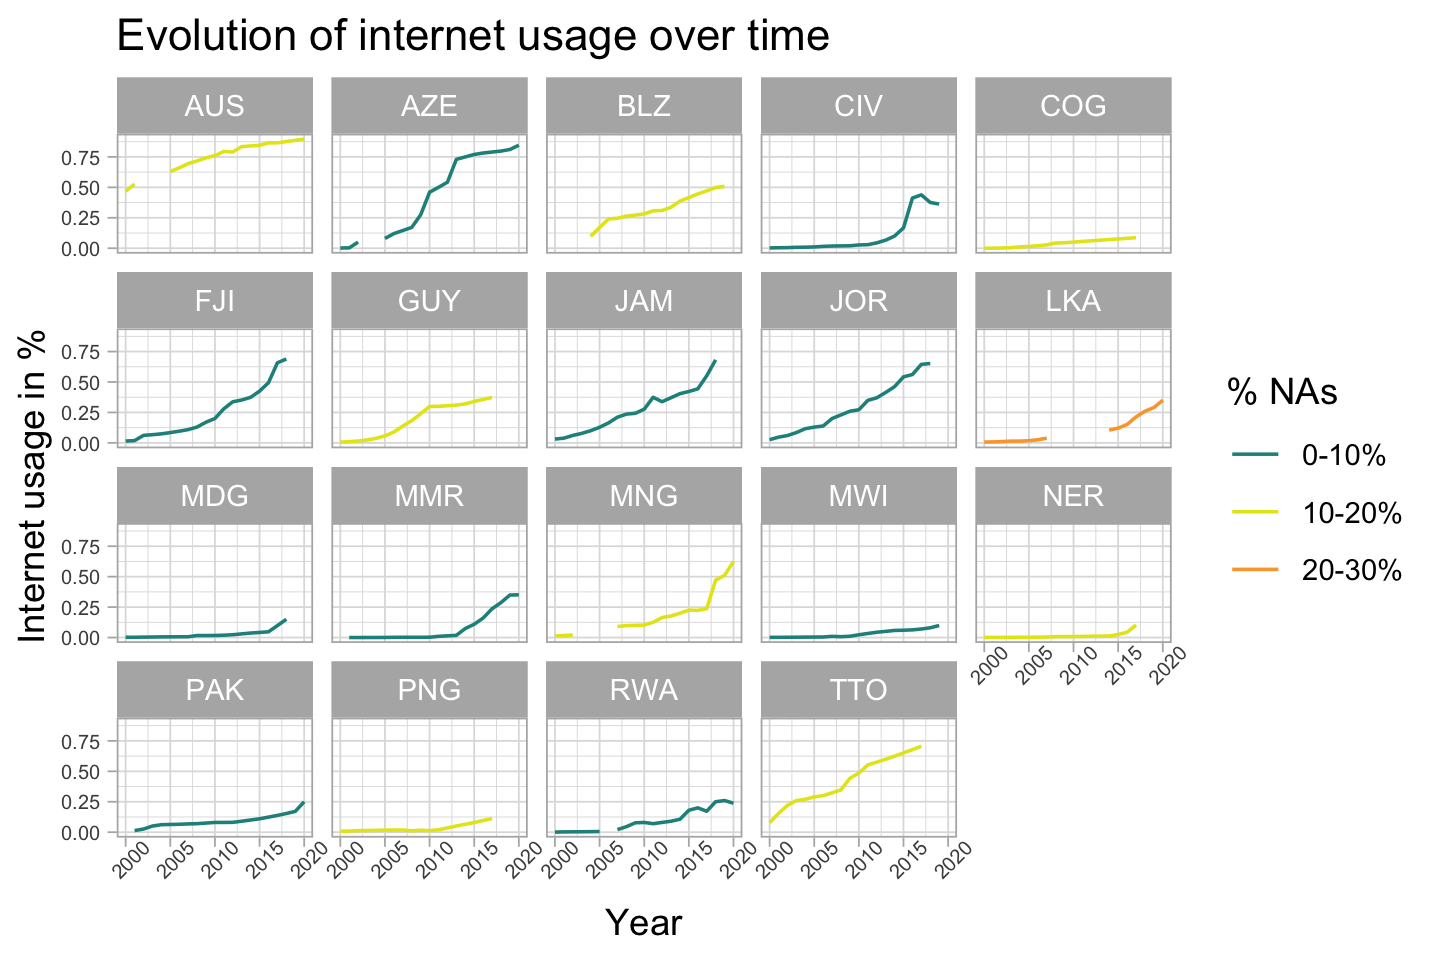 Evolution of internet usage over time
AUS AZE BLZ CIV COG
0.75
0.50
0.25
0.00
FJI GUY JAM JOR LKA
0.75
0.50
0.25
0.00
MDG MMR MNG MWI NER
0.75
0.50
0.25
0.00
2000 2005 2010 2015 2020
PAK PNG RWA TTO
0.75
0.50
0.25
0.00
2000 2005 2010 2015 2020 2000 2005 2010 2015 2020 2000 2005 2010 2015 2020 2000 2005 2010 2015 2020
Year
Internet usage in %
% NAs
0-10%
10-20%
20-30%